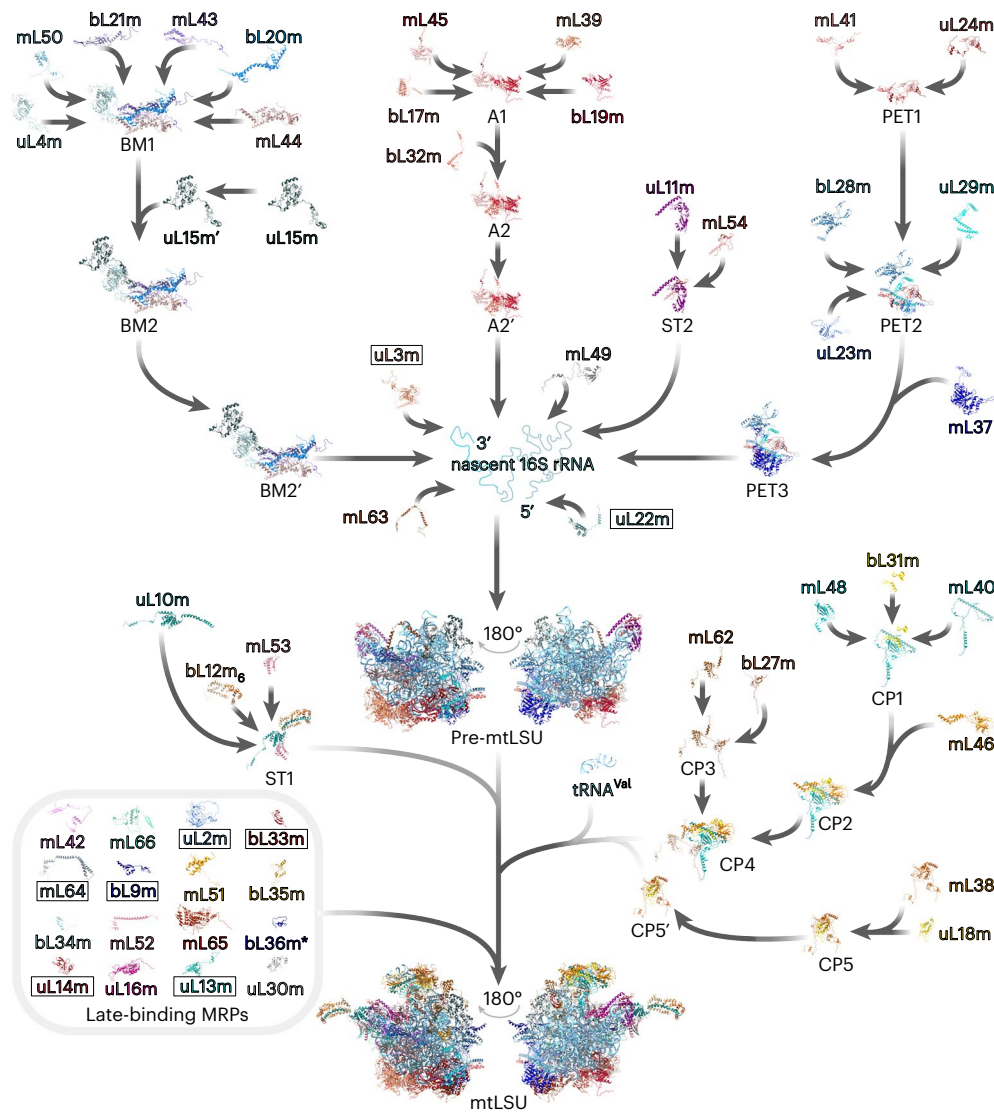 bL21m
mL43
mL50
bL20m
uL4m
BM1
mL44
uL15m′
uL15m
BM2
BM2′
mL45
mL39
bL17m
A1
bL19m
bL32m
A2
A2′
uL11m
mL54
ST2
mL41
uL24m
PET1
bL28m
uL29m
uL23m
PET2
mL37
PET3
uL3m
mL49
3′
nascent 16S rRNA
5′
mL63
uL22m
uL10m
mL53
bL12m6
ST1
180°
Pre-mtLSU
bL31m
mL48
mL40
CP1
mL62
bL27m
CP3
mL46
CP2
tRNAVal
CP4
mL38
uL18m
CP5
CP5′
mL42
mL66
uL2m
bL33m
mL64
bL9m
mL51
bL35m
bL34m
mL52
mL65
bL36m*
uL14m
uL16m
uL13m
uL30m
Late-binding MRPs
180°
mtLSU